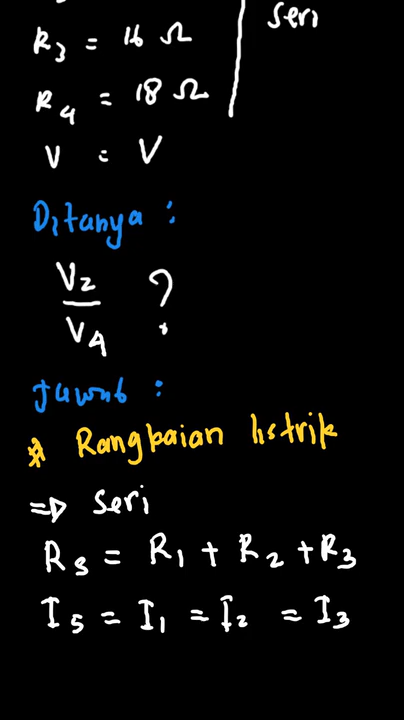 seri
R3 = 16 Ω
R4 = 18 Ω
V = V
Ditanya :
V2
V4
?
Jawab :
* Rangkaian listrik
=> seri
Rs = R1 + R2 + R3
Is = I1 = I2 = I3